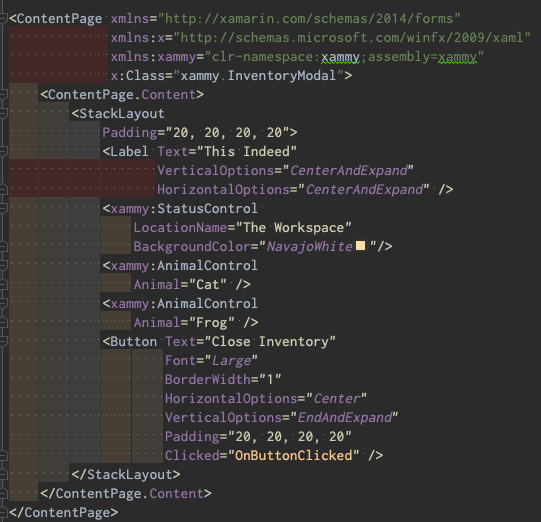 <ContentPage xmlns="http://xamarin.com/schemas/2014/forms"
             xmlns:x="http://schemas.microsoft.com/winfx/2009/xaml"
             xmlns:xammy="clr-namespace:xammy;assembly=xammy"
             x:Class="xammy.InventoryModal">
    <ContentPage.Content>
        <StackLayout
            Padding="20, 20, 20, 20">
            <Label Text="This Indeed"
                   VerticalOptions="CenterAndExpand"
                   HorizontalOptions="CenterAndExpand" />
            <xammy:StatusControl
                LocationName="The Workspace"
                BackgroundColor="NavajoWhite"/>
            <xammy:AnimalControl
                Animal="Cat" />
            <xammy:AnimalControl
                Animal="Frog" />
            <Button Text="Close Inventory"
                    Font="Large"
                    BorderWidth="1"
                    HorizontalOptions="Center"
                    VerticalOptions="EndAndExpand"
                    Padding="20, 20, 20, 20"
                    Clicked="OnButtonClicked" />
        </StackLayout>
    </ContentPage.Content>
</ContentPage>